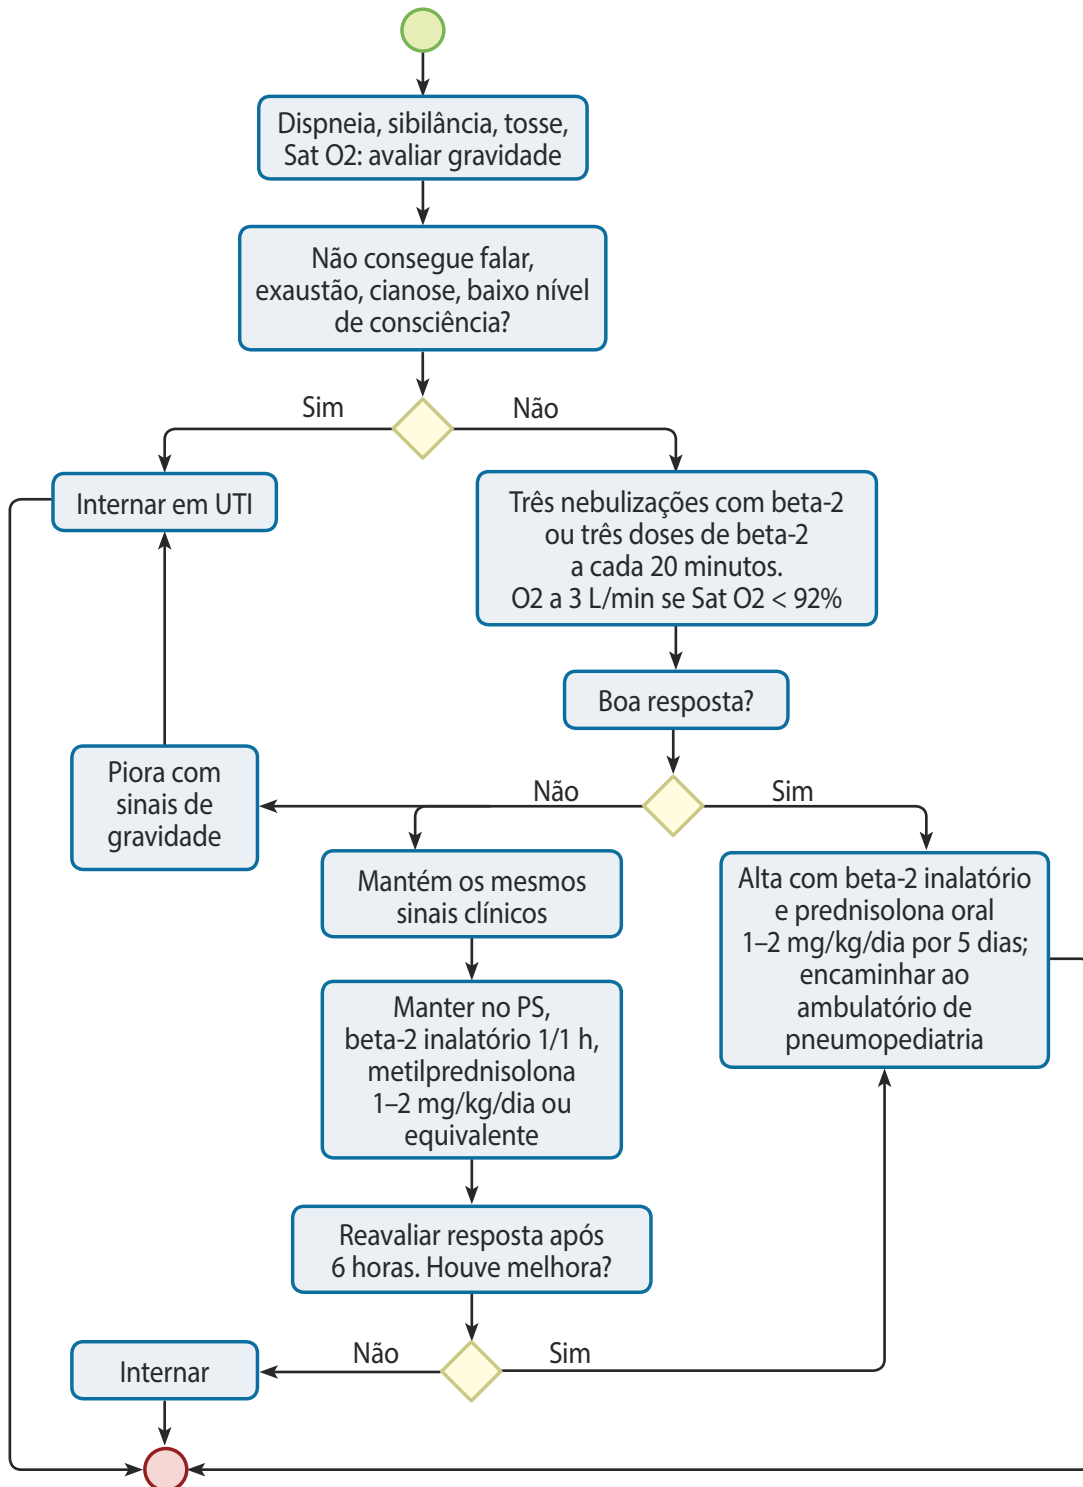 Dispneia, sibilância, tosse,
Sat O2: avaliar gravidade
Não consegue falar,
exaustão, cianose, baixo nível
de consciência?
Sim
Não
Internar em UTI
Três nebulizações com beta-2
ou três doses de beta-2
a cada 20 minutos.
O2 a 3 L/min se Sat O2 < 92%
Boa resposta?
Não
Sim
Piora com
sinais de
gravidade
Mantém os mesmos
sinais clínicos
Alta com beta-2 inalatório
e prednisolona oral
1–2 mg/kg/dia por 5 dias;
encaminhar ao
ambulatório de
pneumopediatria
Manter no PS,
beta-2 inalatório 1/1 h,
metilprednisolona
1–2 mg/kg/dia ou
equivalente
Reavaliar resposta após
6 horas. Houve melhora?
Não
Sim
Internar